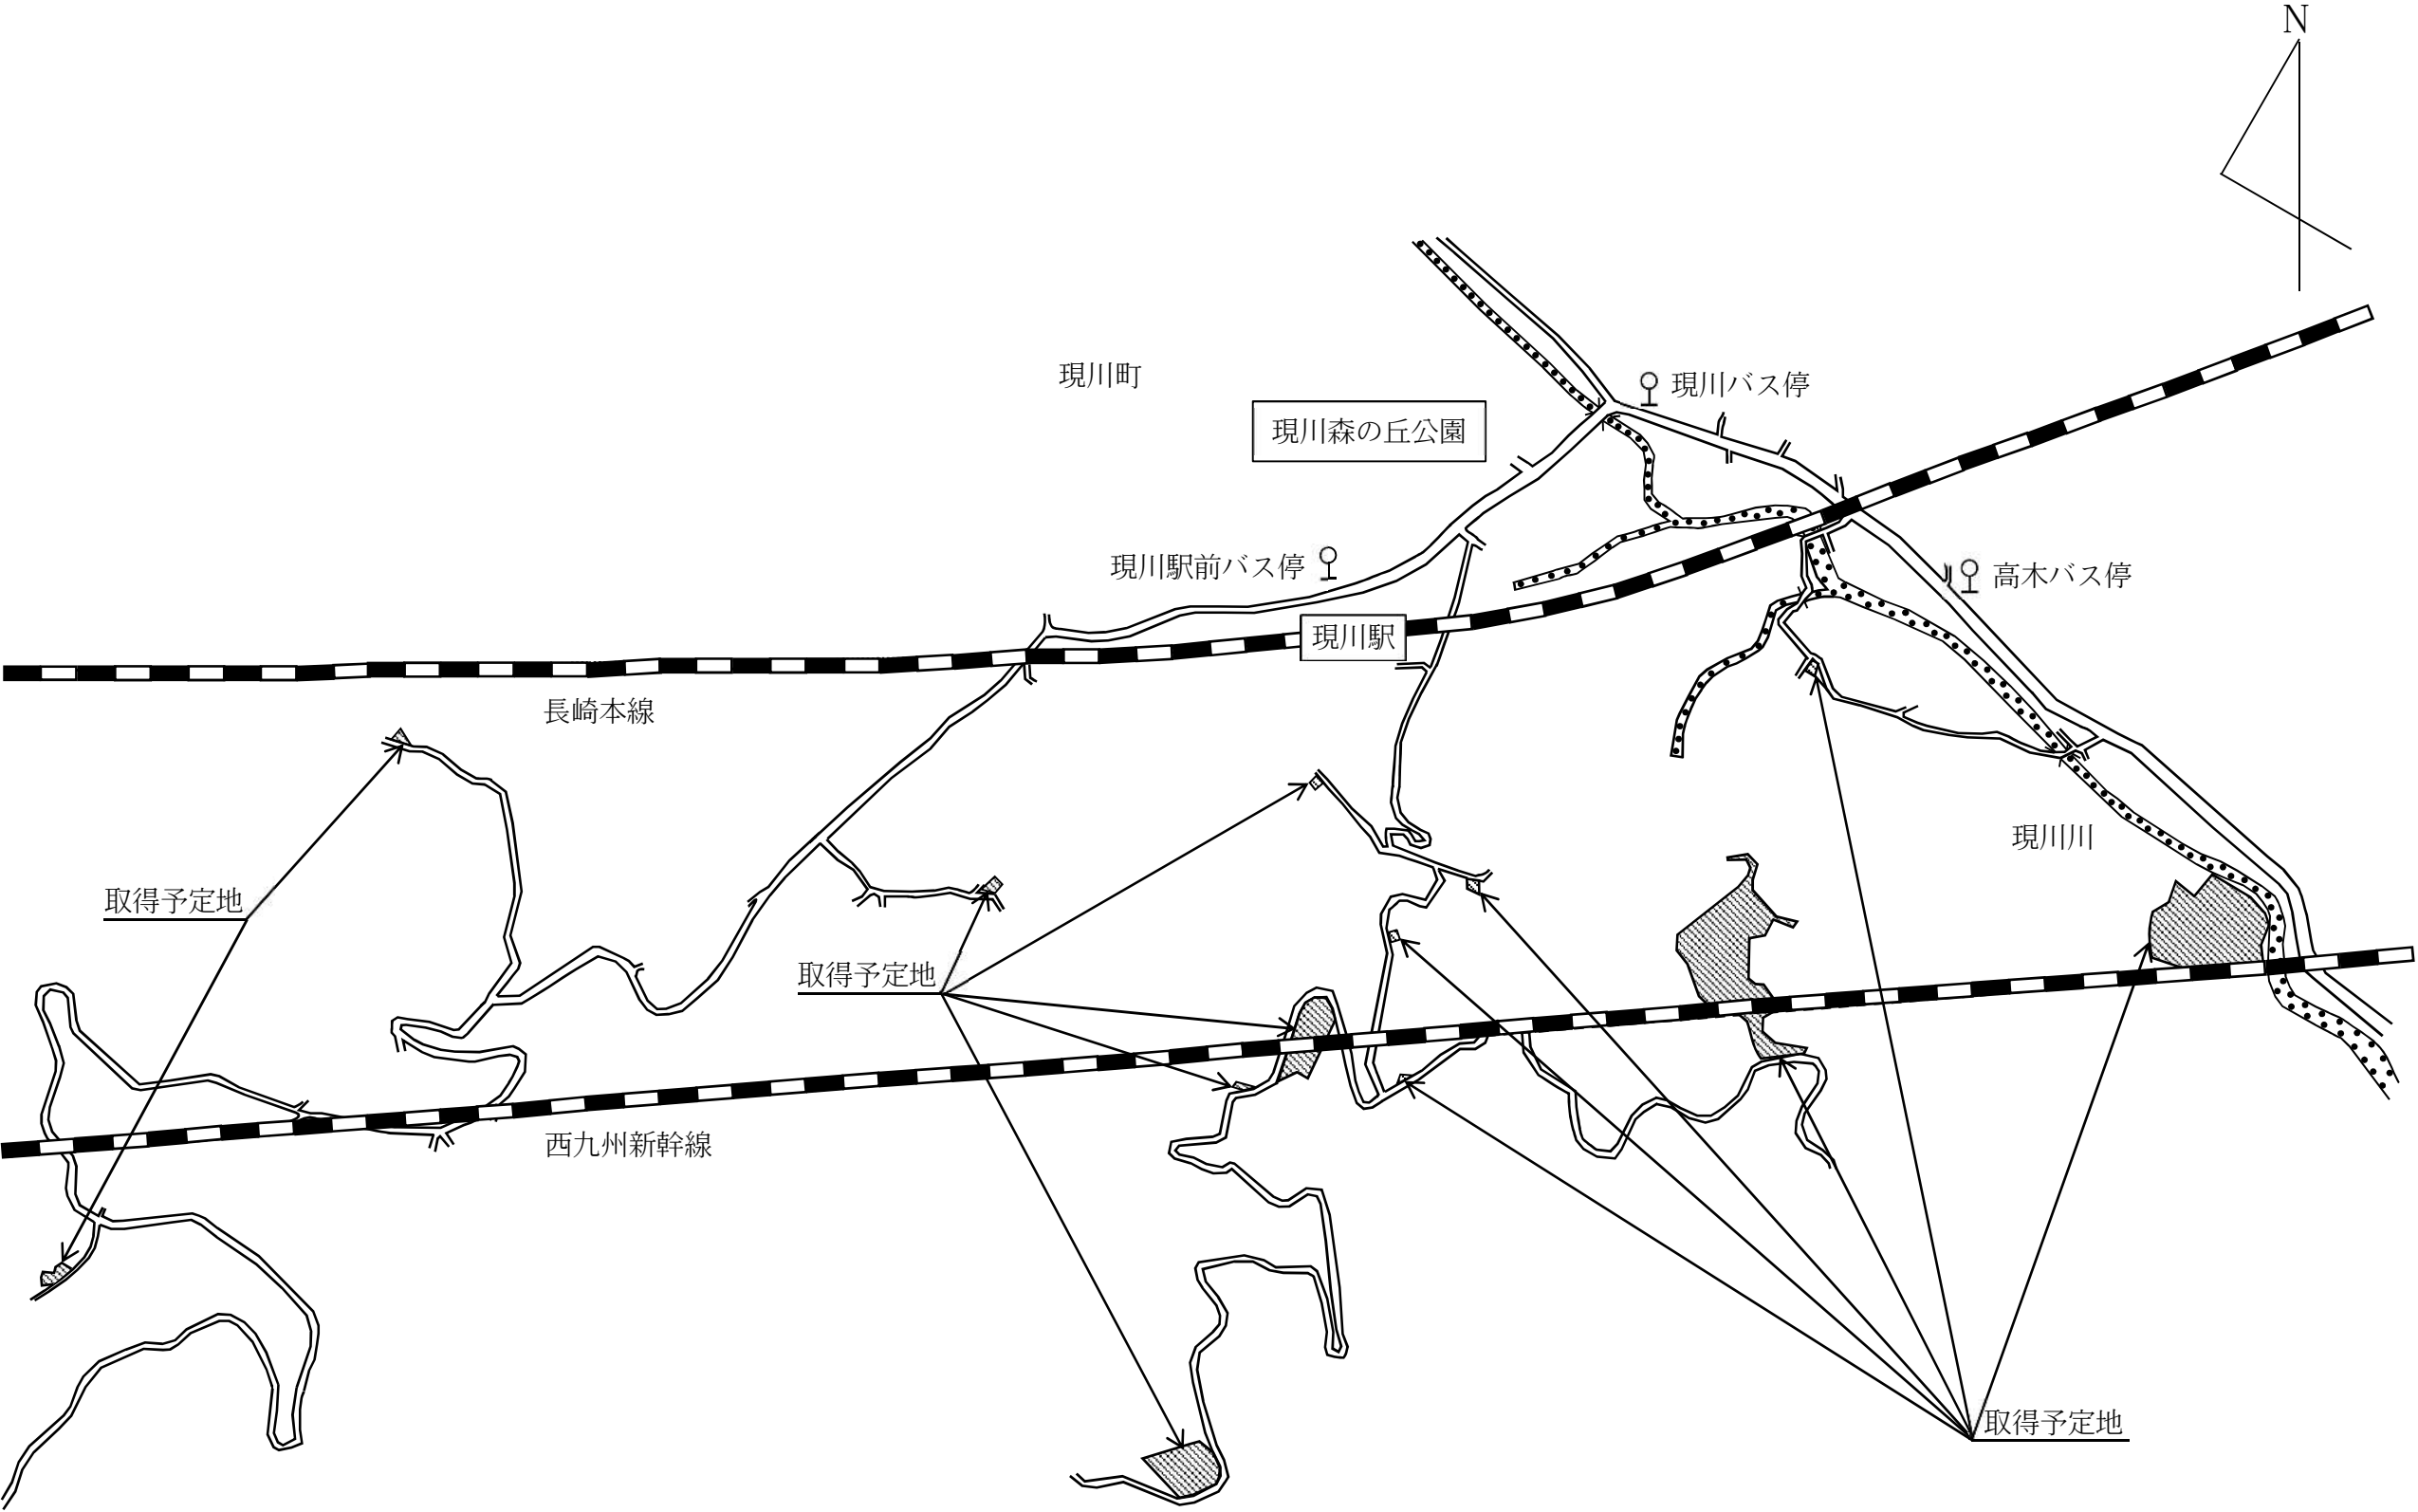 N
現川町
現川バス停
現川森の丘公園
現川駅前バス停
高木バス停
現川駅
長崎本線
現川川
取得予定地
取得予定地
西九州新幹線
取得予定地